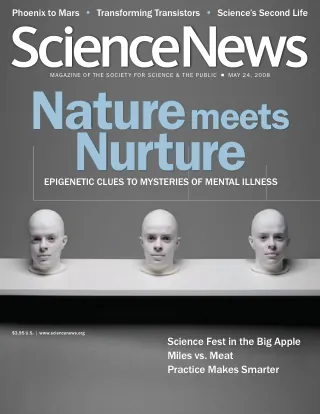 Phoenix to Mars • Transforming Transistors • Science's Second Life
ScienceNews
MAGAZINE OF THE SOCIETY FOR SCIENCE & THE PUBLIC ● MAY 24, 2008
Nature meets
Nurture
EPIGENETIC CLUES TO MYSTERIES OF MENTAL ILLNESS
$3.95 U.S. | www.sciencenews.org
Science Fest in the Big Apple
Miles vs. Meat
Practice Makes Smarter